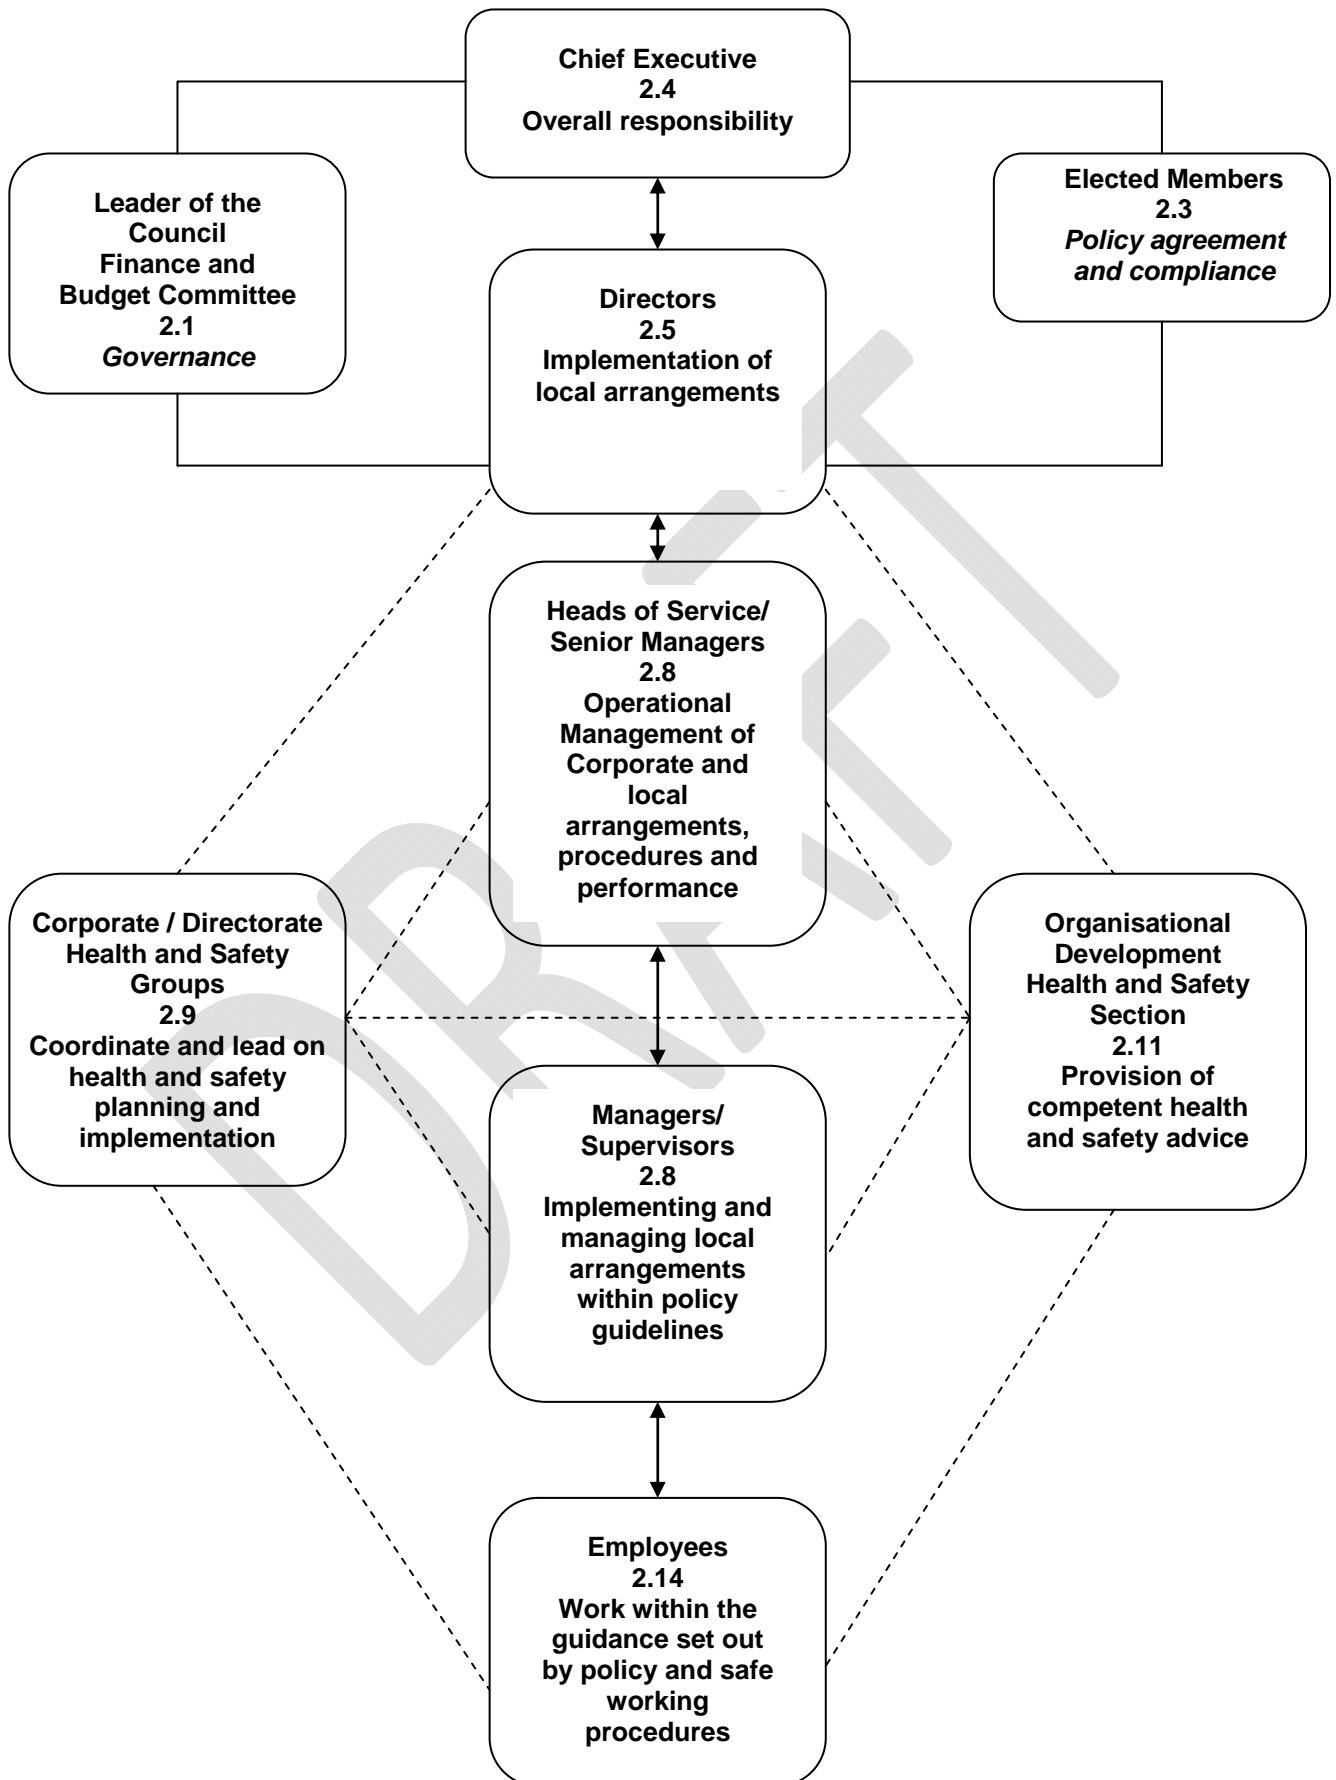 Chief Executive
2.4
Overall responsibility
Leader of the
Council
Finance and
Budget Committee
2.1
Governance
Elected Members
2.3
Policy agreement
and compliance
Directors
2.5
Implementation of
local arrangements
Heads of Service/
Senior Managers
2.8
Operational
Management of
Corporate and
local
arrangements,
procedures and
performance
Corporate / Directorate
Health and Safety
Groups
2.9
Coordinate and lead on
health and safety
planning and
implementation
Organisational
Development
Health and Safety
Section
2.11
Provision of
competent health
and safety advice
Managers/
Supervisors
2.8
Implementing and
managing local
arrangements
within policy
guidelines
Employees
2.14
Work within the
guidance set out
by policy and safe
working
procedures
DRAFT